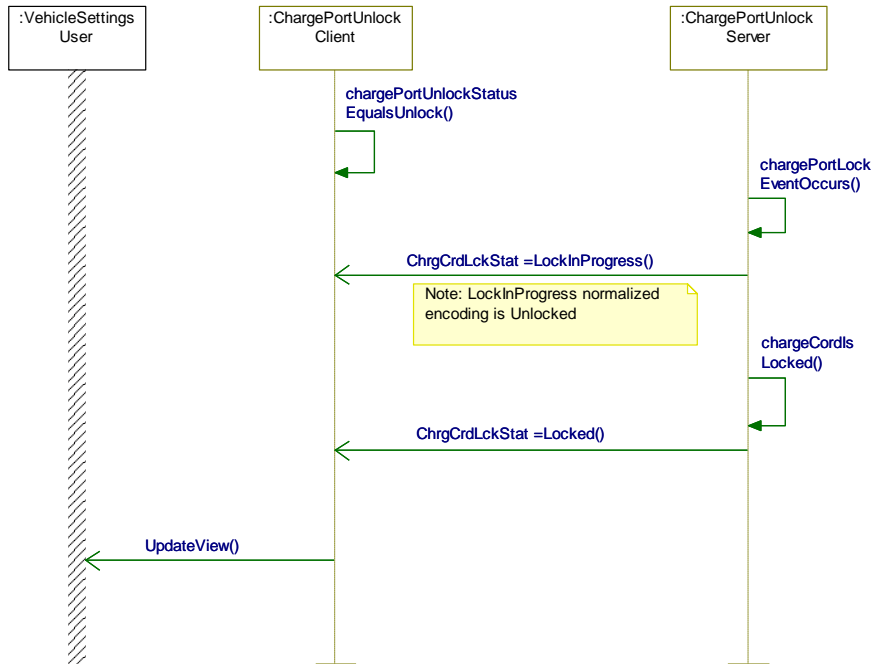 :VehicleSettings
User
:ChargePortUnlock
Client
:ChargePortUnlock
Server
chargePortUnlockStatus
EqualsUnlock()
chargePortLock
EventOccurs()
ChrgCrdLckStat =LockInProgress()
Note: LockInProgress normalized
encoding is Unlocked
chargeCordIs
Locked()
ChrgCrdLckStat =Locked()
UpdateView()